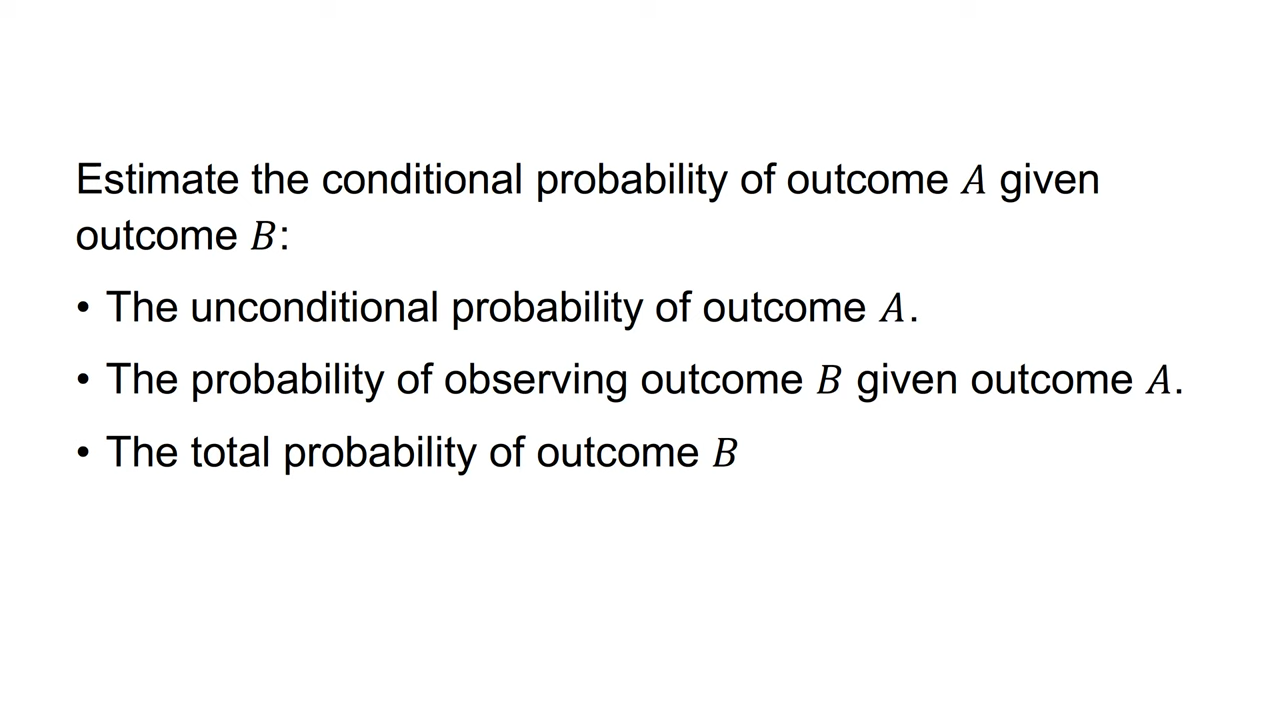 Estimate the conditional probability of outcome A given
outcome B:
• The unconditional probability of outcome A.
• The probability of observing outcome B given outcome A.
• The total probability of outcome B